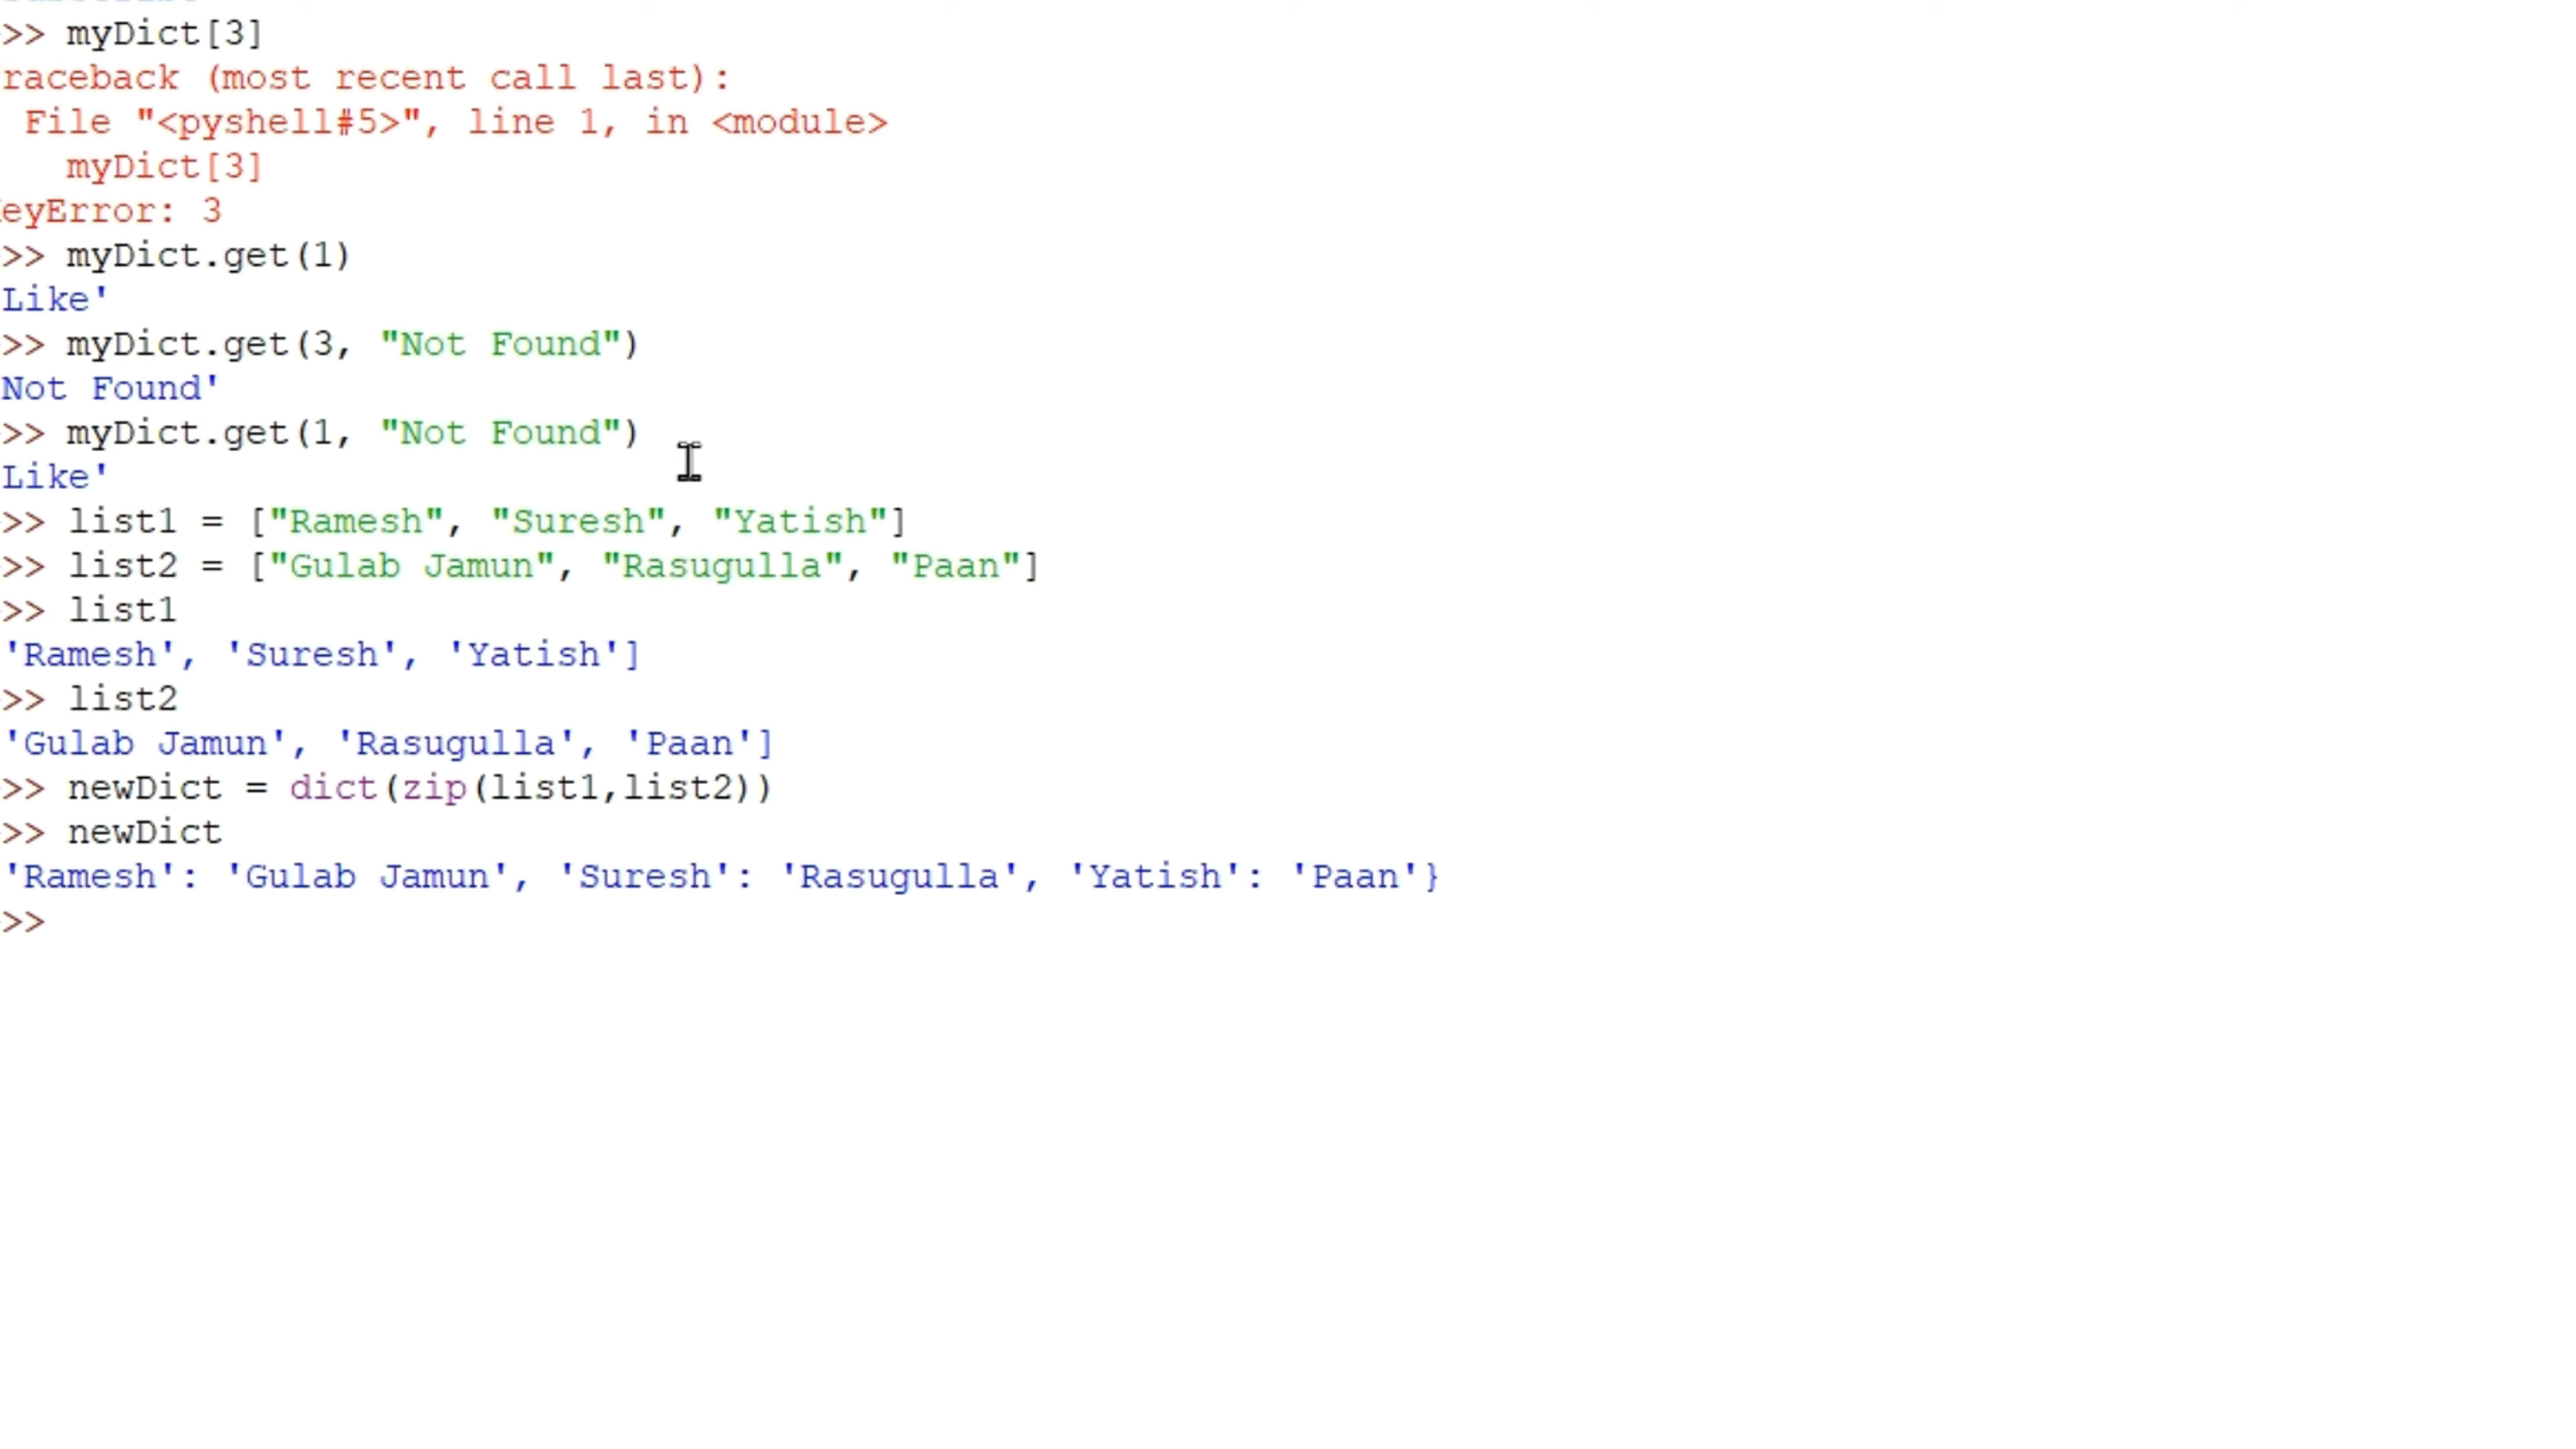 >> myDict[3]
raceback (most recent call last):
File "<pyshell#5>", line 1, in <module>
myDict[3]
eyError: 3
>> myDict.get(1)
Like'
>> myDict.get(3, "Not Found")
Not Found'
>> myDict.get(1, "Not Found")
Like'
>> list1 = ["Ramesh", "Suresh", "Yatish"]
>> list2 = ["Gulab Jamun", "Rasugulla", "Paan"]
>> list1
'Ramesh', 'Suresh', 'Yatish']
>> list2
'Gulab Jamun', 'Rasugulla', 'Paan']
>> newDict = dict(zip(list1,list2))
>> newDict
'Ramesh': 'Gulab Jamun', 'Suresh': 'Rasugulla', 'Yatish': 'Paan'}
>>